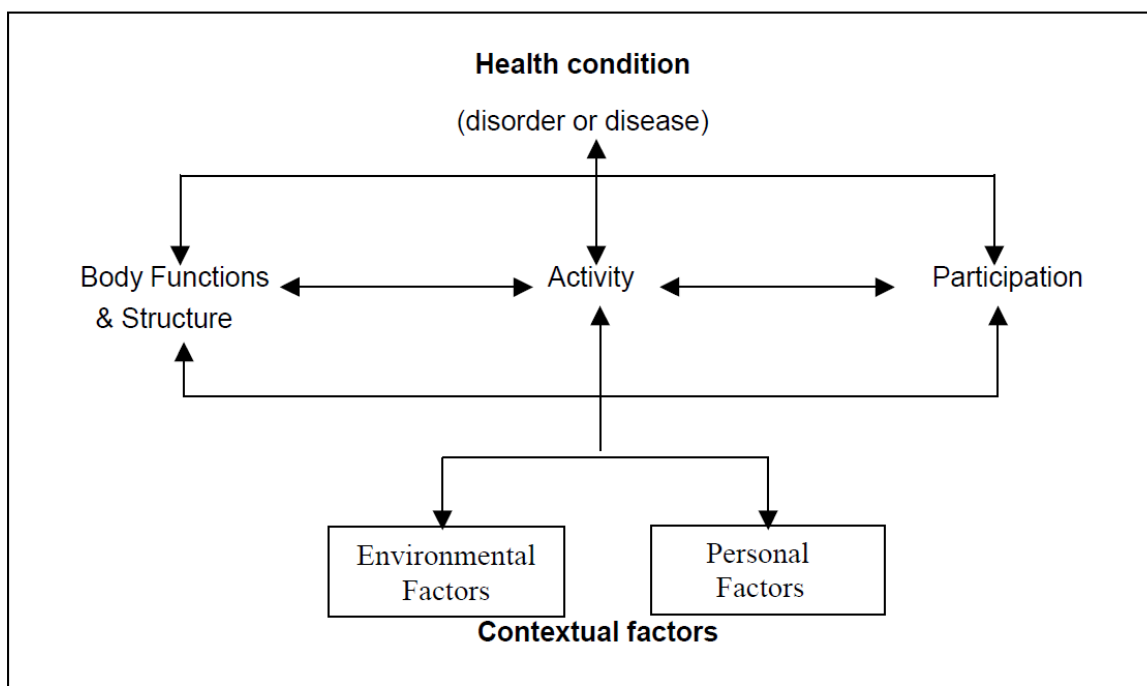 Health condition
(disorder or disease)
Body Functions
& Structure
Activity
Participation
Environmental
Factors
Personal
Factors
Contextual factors